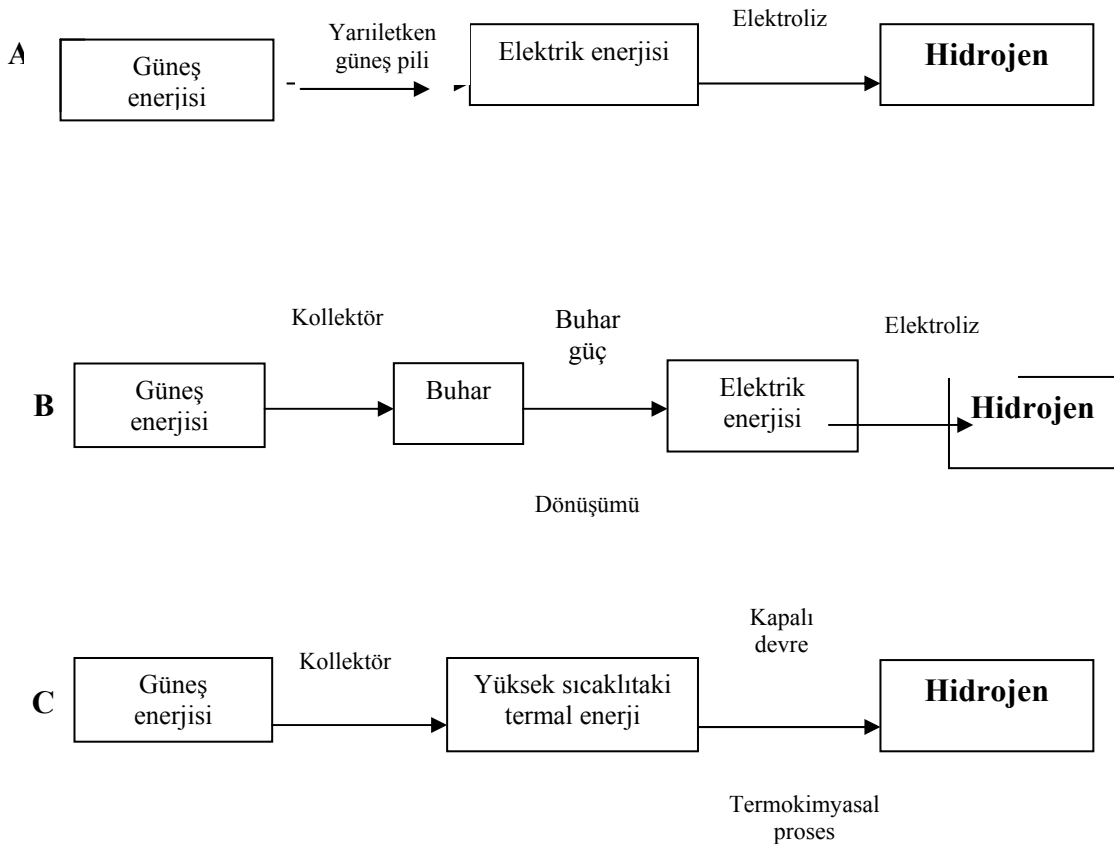 A
Güneş
enerjisi
Yarıiletken
güneş pili
Elektrik enerjisi
Elektroliz
Hidrojen
B
Güneş
enerjisi
Kollektör
Buhar
Buhar
güç
Dönüşümü
Elektrik
enerjisi
Elektroliz
Hidrojen
C
Güneş
enerjisi
Kollektör
Yüksek sıcaklıtaki
termal enerji
Kapalı
devre
Termokimyasal
proses
Hidrojen